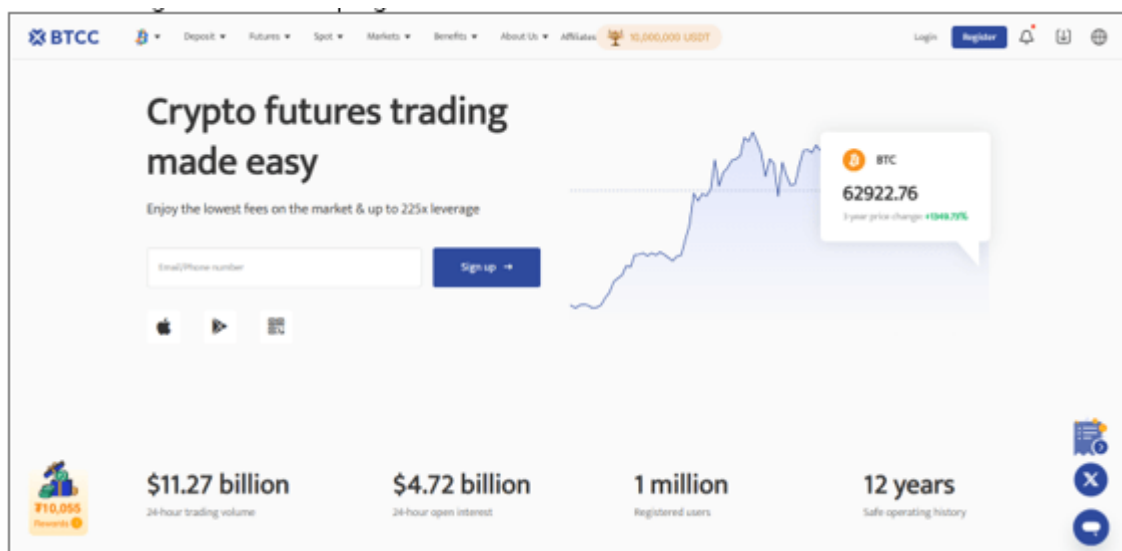 BTCC
Deposit Futures Spot Markets Benefits About Us Affiliates 10,000,000 USDT Login Register
Crypto futures trading
made easy
Enjoy the lowest fees on the market & up to 225x leverage
Email/Phone number
Sign up →
BTC
62922.76
3-year price change:
$11.27 billion
24-hour trading volume
$4.72 billion
24-hour open interest
1 million
Registered users
12 years
Safe operating history
₮10,055
Rewards